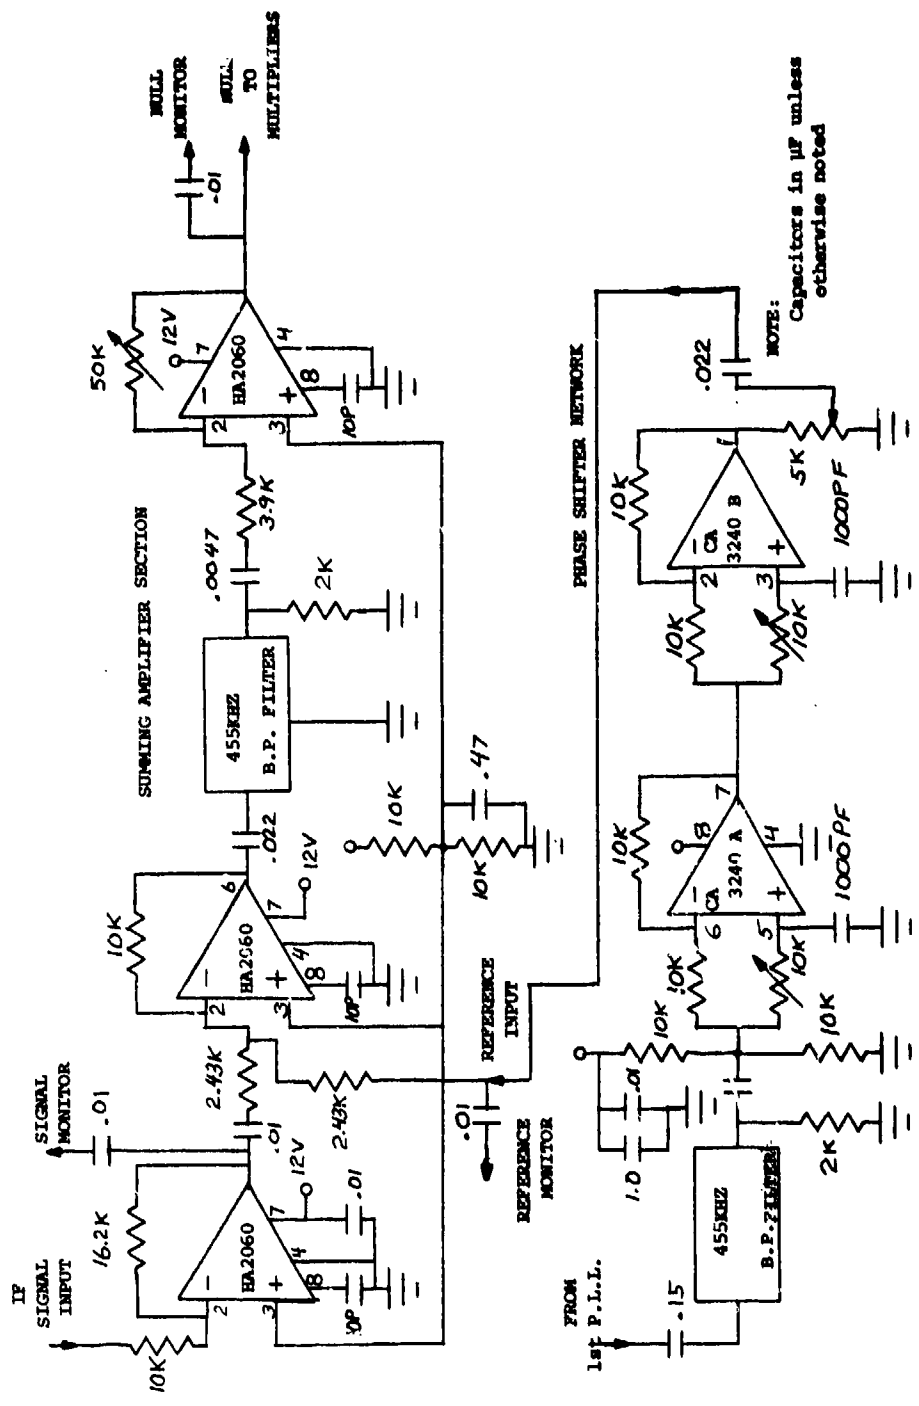 SUMMING AMPLIFIER SECTION
IF
SIGNAL
INPUT
10K
16.2K
2
3
HA2060
8
4
7
12V
.01
SIGNAL
MONITOR
.01
.01
2.43K
2.43K
10K
2
3
HA2060
8
10P
4
7
6
12V
.022
455KHZ
B.P. FILTER
2K
.0047
3.9K
50K
12V
2
3
HA2060
7
4
8
10P
NULL
MONITOR
.01
TO
MULTIPLIERS
10K
10K
.47
REFERENCE
INPUT
.01
REFERENCE
MONITOR
PHASE SHIFTER NETWORK
FROM
1st P.L.L.
.15
455KHZ
B.P. FILTER
2K
1.0
.01
10K
10K
10K
10K
10K
6
5
CA
3240 A
8
4
7
1000PF
10K
10K
10K
2
3
CA
3240 B
1
1000PF
5K
.022
NOTE:
Capacitors in µF unless
otherwise noted